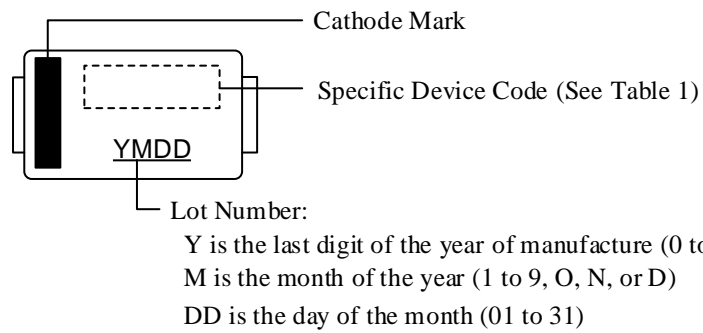 Cathode Mark
Specific Device Code (See Table 1)
YMDD
Lot Number:
Y is the last digit of the year of manufacture (0 to
M is the month of the year (1 to 9, O, N, or D)
DD is the day of the month (01 to 31)